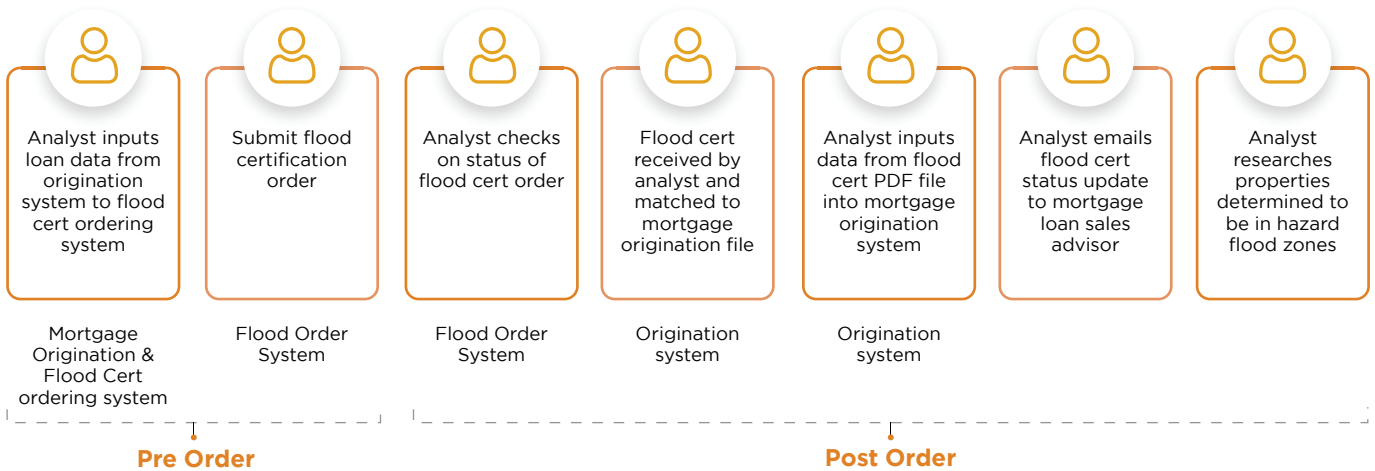 Analyst inputs
loan data from
origination
system to flood
cert ordering
system
Submit flood
certification
order
Analyst checks
on status of
flood cert order
Flood cert
received by
analyst and
matched to
mortgage
origination file
Analyst inputs
data from flood
cert PDF file
into mortgage
origination
system
Analyst emails
flood cert
status update
to mortgage
loan sales
advisor
Analyst
researches
properties
determined to
be in hazard
flood zones
Mortgage
Origination &
Flood Cert
ordering system
Flood Order
System
Flood Order
System
Origination
system
Origination
system
Pre Order
Post Order